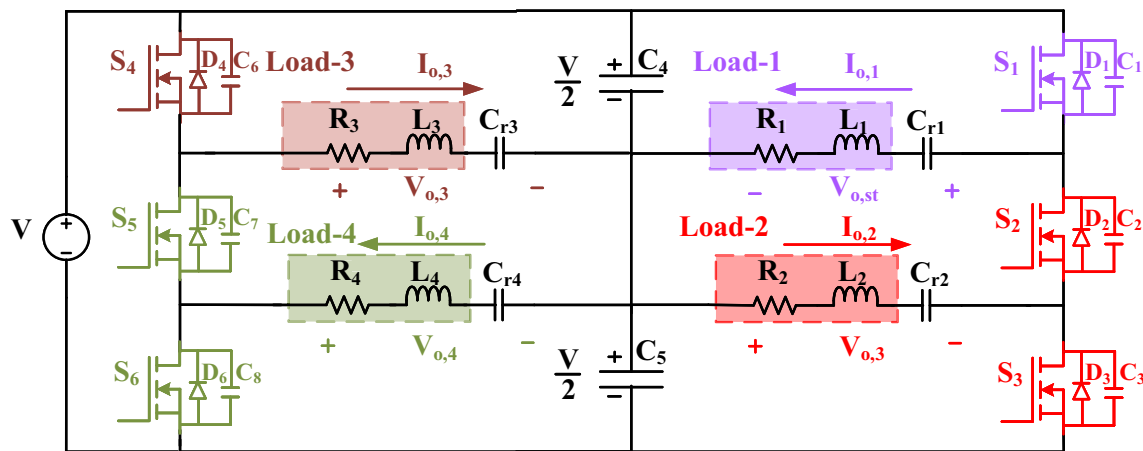 S4 D4 C6 Load-3 Io,3 V/2 + − C4 Load-1 Io,1 S1 D1 C1
R3 L3 Cr3 R1 L1 Cr1
+ Vo,3 − − Vo,st +
V + −
S5 D5 C7 Load-4 Io,4 Load-2 Io,2 S2 D2 C2
R4 L4 Cr4 R2 L2 Cr2
+ Vo,4 − V/2 + − C5 + Vo,3 −
S6 D6 C8 S3 D3 C3